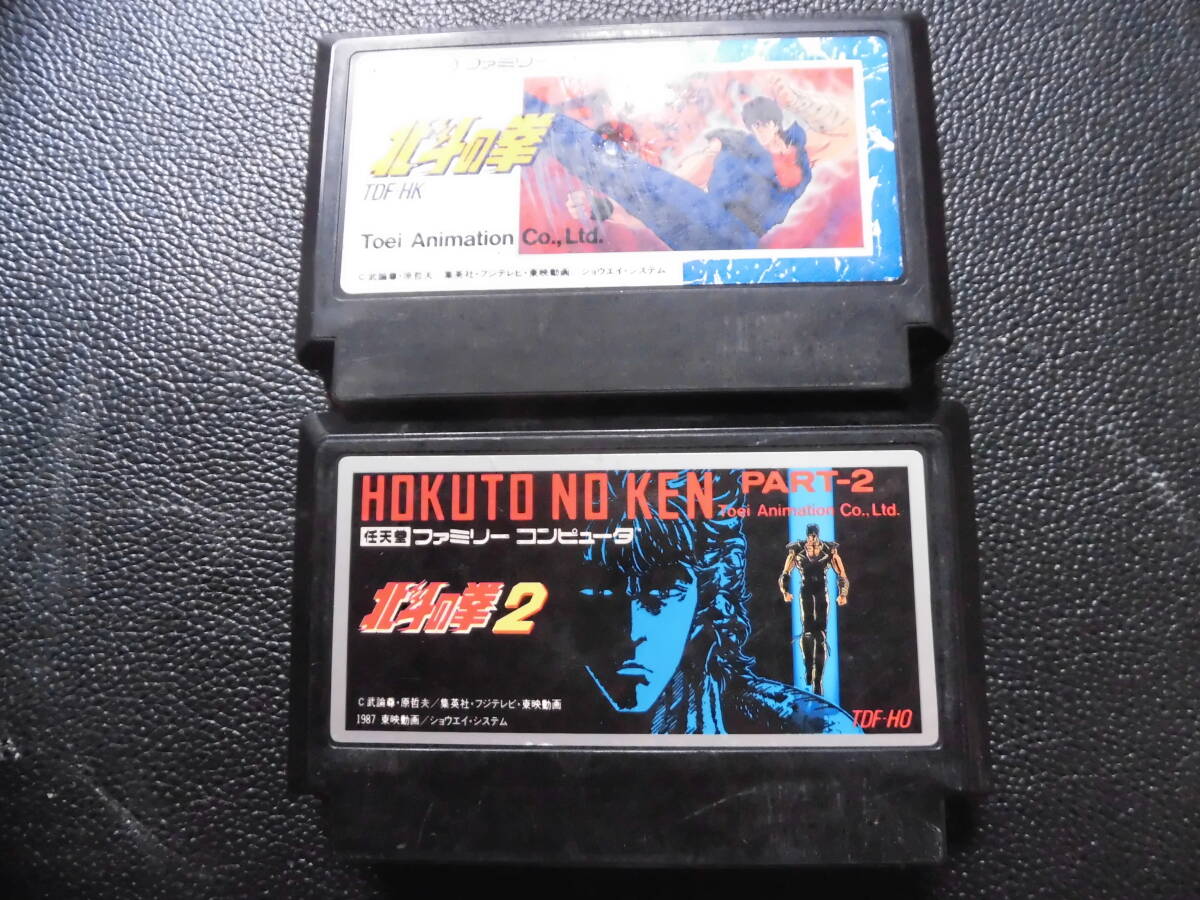 ファミリー
北斗の拳
TDF-HK
Toei Animation Co., Ltd.
C武論尊・原哲夫 集英社・フジテレビ・東映動画/ショウエイ・システム
HOKUTO NO KEN PART-2
Toei Animation Co., Ltd.
任天堂 ファミリー コンピュータ
北斗の拳2
C武論尊・原哲夫/集英社・フジテレビ・東映動画
1987 東映動画/ショウエイ・システム
TDF-HO